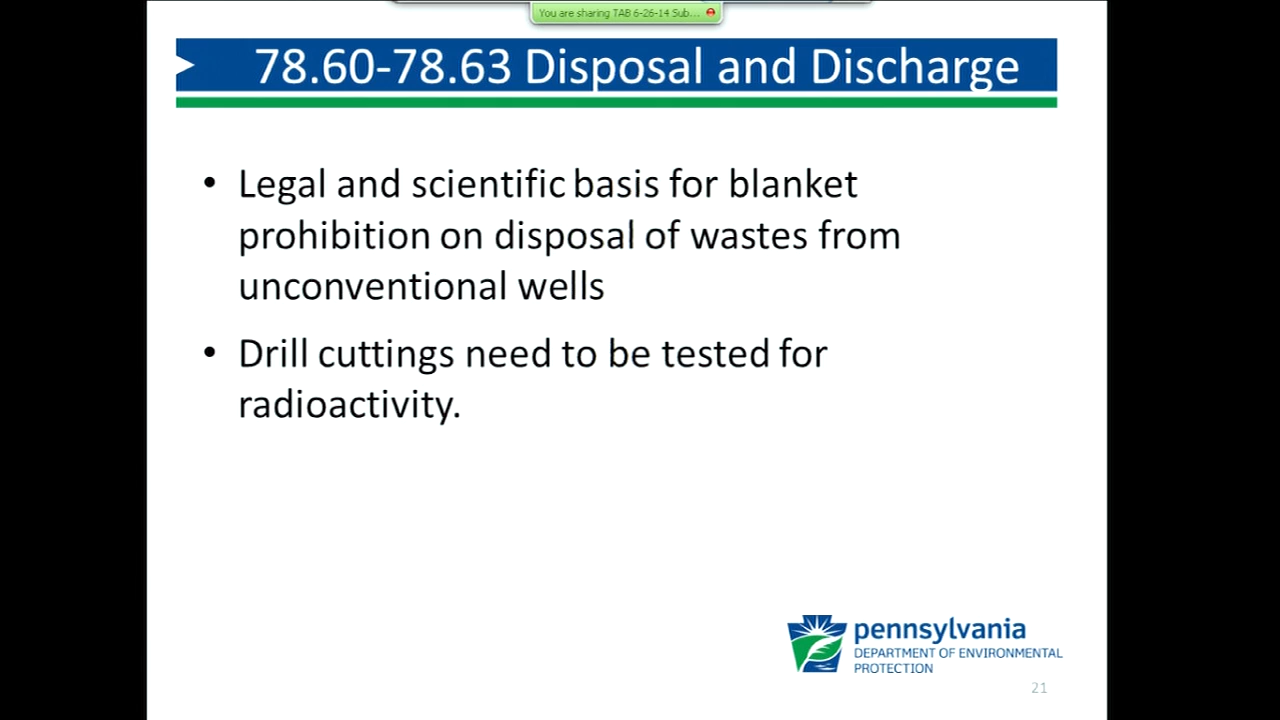 You are sharing TAB 6-26-14 Sub...
78.60-78.63 Disposal and Discharge
• Legal and scientific basis for blanket
prohibition on disposal of wastes from
unconventional wells
• Drill cuttings need to be tested for
radioactivity.
pennsylvania
DEPARTMENT OF ENVIRONMENTAL
PROTECTION
21